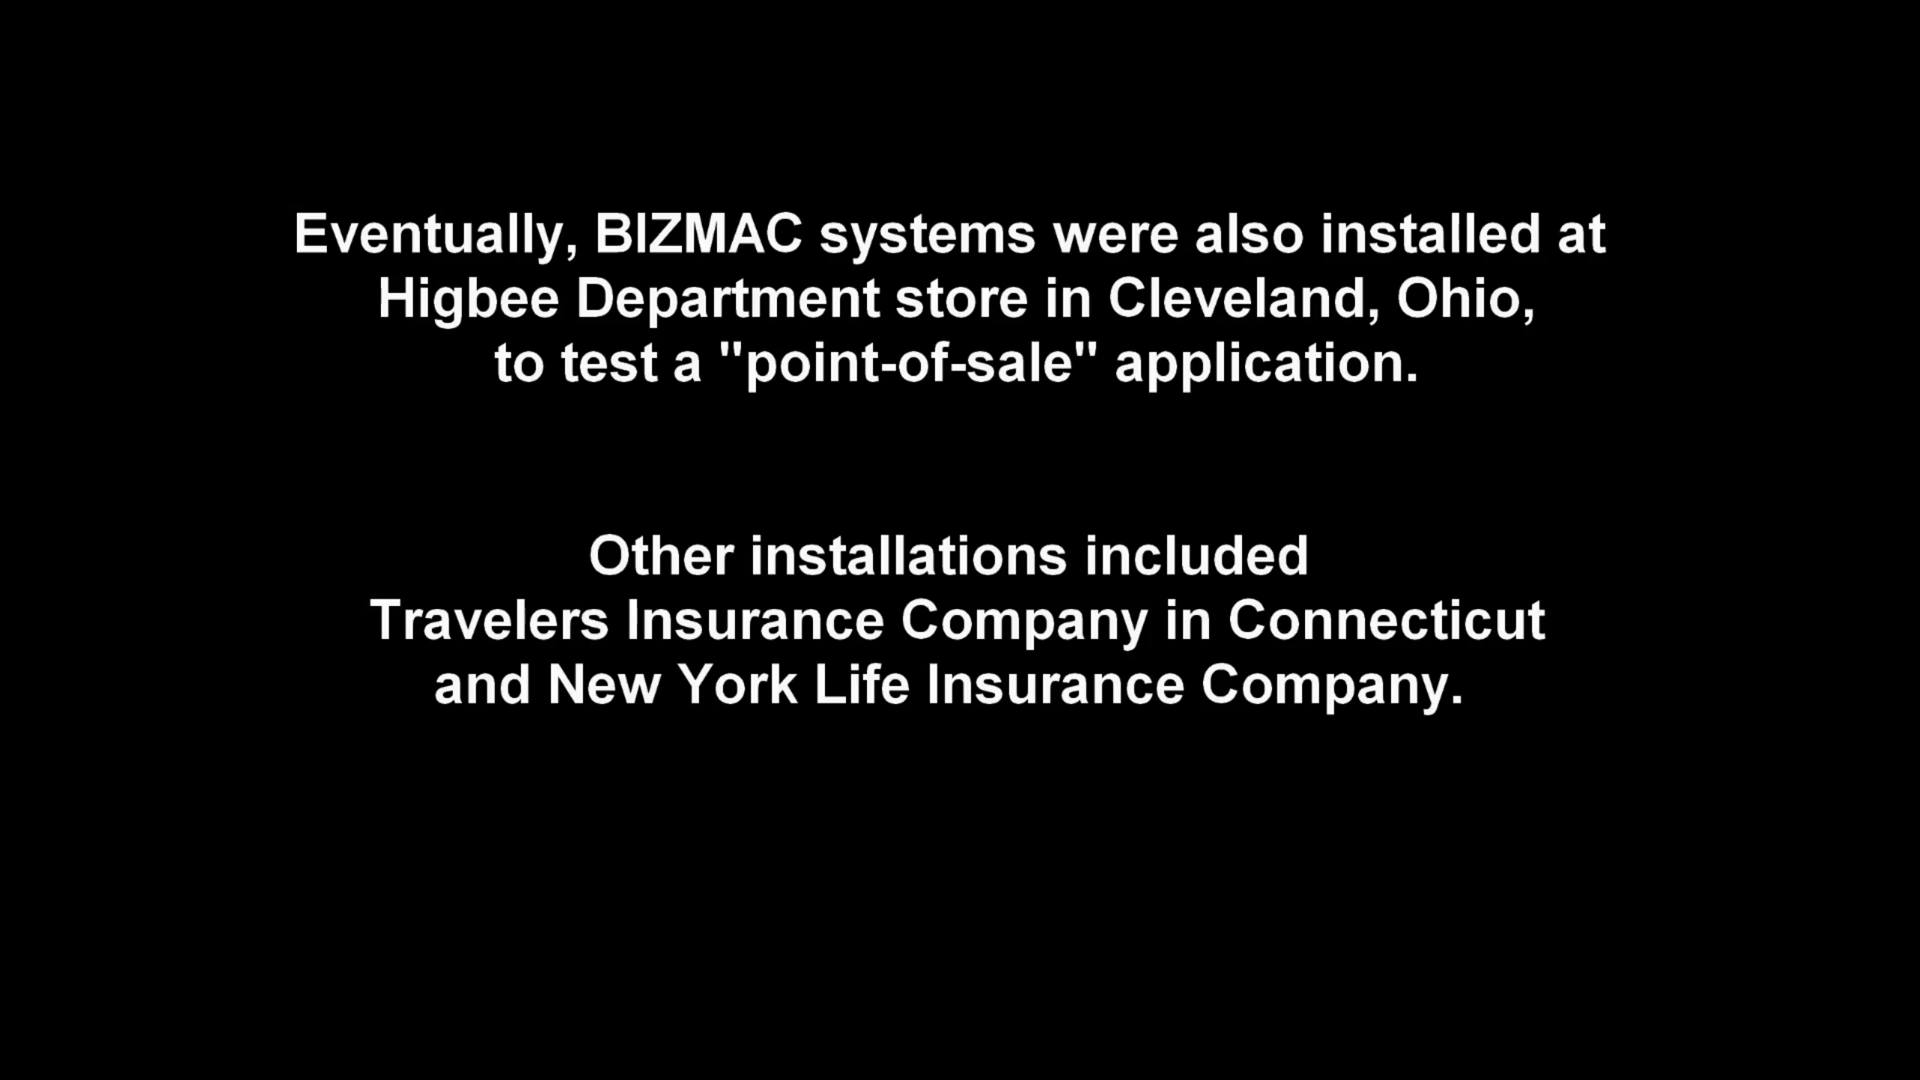 Eventually, BIZMAC systems were also installed at
Higbee Department store in Cleveland, Ohio,
to test a "point-of-sale" application.
Other installations included
Travelers Insurance Company in Connecticut
and New York Life Insurance Company.